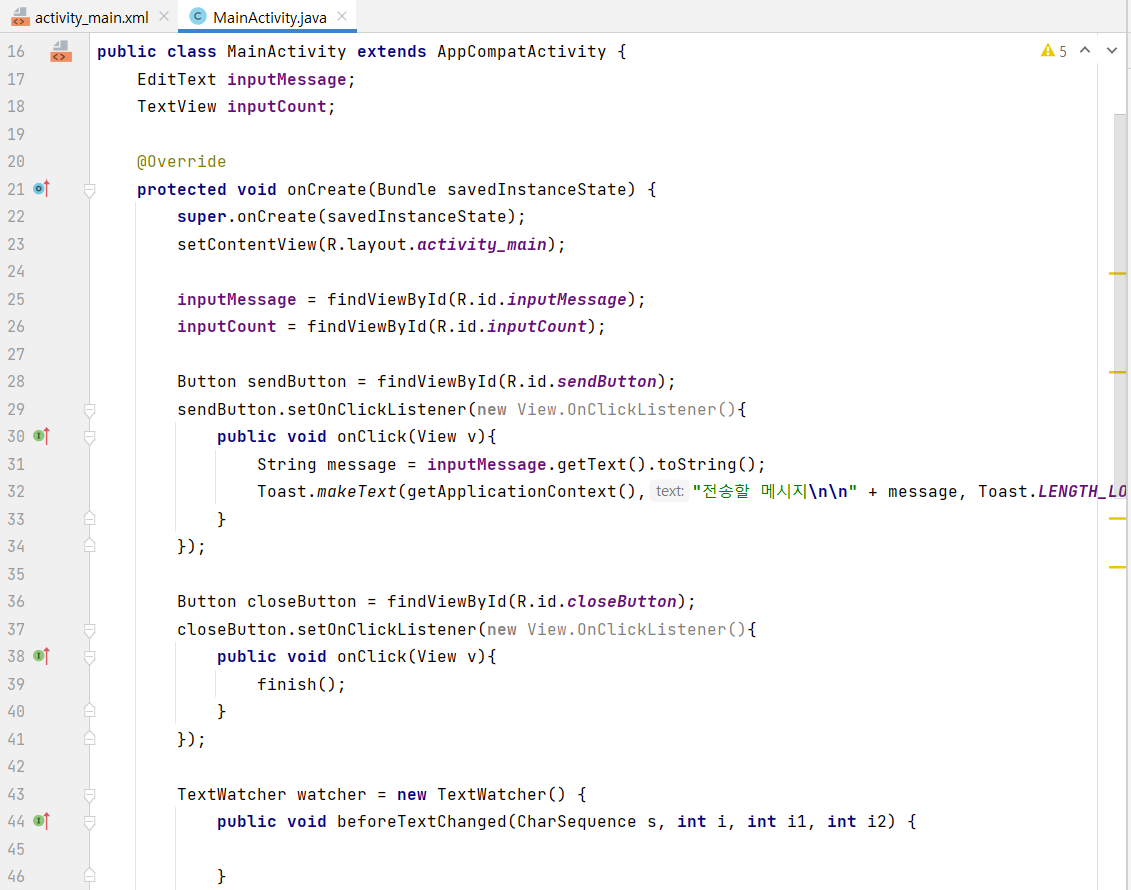 activity_main.xml MainActivity.java
16 public class MainActivity extends AppCompatActivity { 5
17 EditText inputMessage;
18 TextView inputCount;
19
20 @Override
21 protected void onCreate(Bundle savedInstanceState) {
22 super.onCreate(savedInstanceState);
23 setContentView(R.layout.activity_main);
24
25 inputMessage = findViewById(R.id.inputMessage);
26 inputCount = findViewById(R.id.inputCount);
27
28 Button sendButton = findViewById(R.id.sendButton);
29 sendButton.setOnClickListener(new View.OnClickListener(){
30 public void onClick(View v){
31 String message = inputMessage.getText().toString();
32 Toast.makeText(getApplicationContext(), text: "전송할 메시지\n\n" + message, Toast.LENGTH_LO
33 }
34 });
35
36 Button closeButton = findViewById(R.id.closeButton);
37 closeButton.setOnClickListener(new View.OnClickListener(){
38 public void onClick(View v){
39 finish();
40 }
41 });
42
43 TextWatcher watcher = new TextWatcher() {
44 public void beforeTextChanged(CharSequence s, int i, int i1, int i2) {
45
46 }